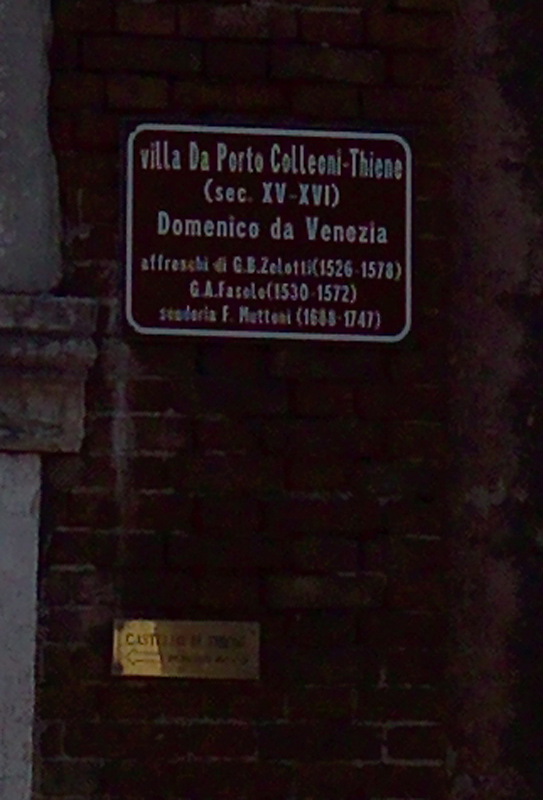 villa Da Porto Colleoni-Thiene
(sec. XV-XVI)
Domenico da Venezia
affreschi di G.B.Zelotti(1526-1578)
G.A.Fasolo(1530-1572)
scuderia F. Muttoni (1668-1747)
CASTELLO DI THIENE